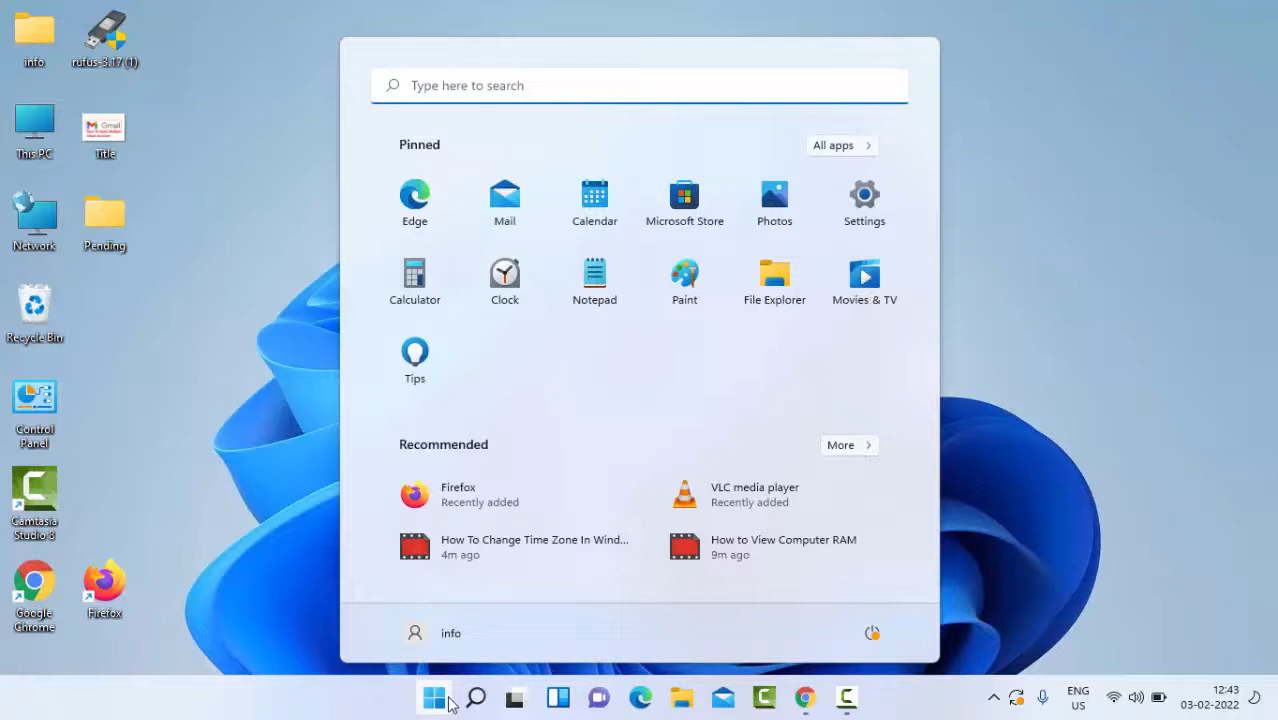 info
rufus-3.17 (1)
This PC
Gmail
Title
Network
Pending
Recycle Bin
Control
Panel
Camtasia
Studio 8
Google
Chrome
Firefox
Type here to search
Pinned
All apps
Edge
Mail
Calendar
Microsoft Store
Photos
Settings
Calculator
Clock
Notepad
Paint
File Explorer
Movies & TV
Tips
Recommended
More
Firefox
Recently added
VLC media player
Recently added
How To Change Time Zone In Wind...
4m ago
How to View Computer RAM
9m ago
info
ENG
US
12:43
03-02-2022